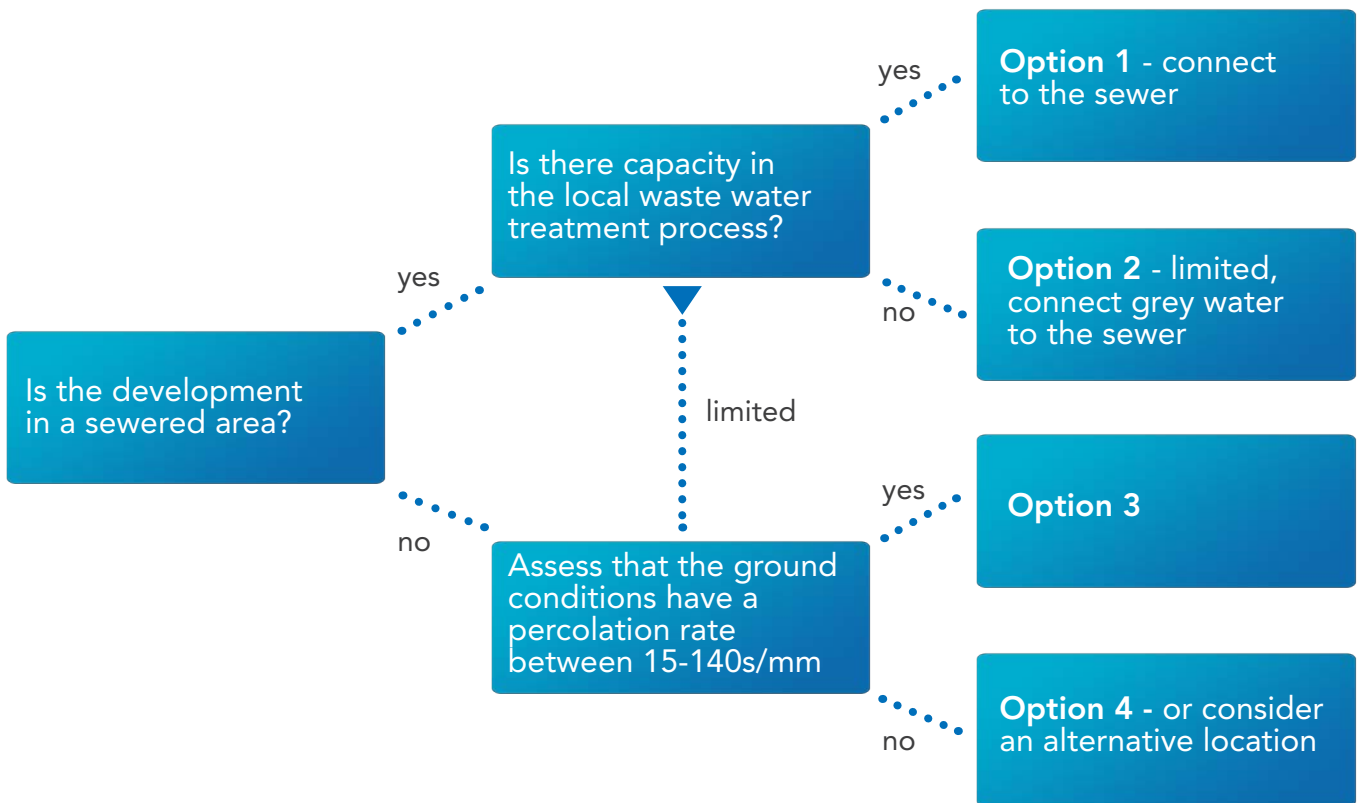 Is the development
in a sewered area?
yes
no
Is there capacity in
the local waste water
treatment process?
limited
Assess that the ground
conditions have a
percolation rate
between 15-140s/mm
yes
Option 1 - connect
to the sewer
no
Option 2 - limited,
connect grey water
to the sewer
yes
Option 3
no
Option 4 - or consider
an alternative location